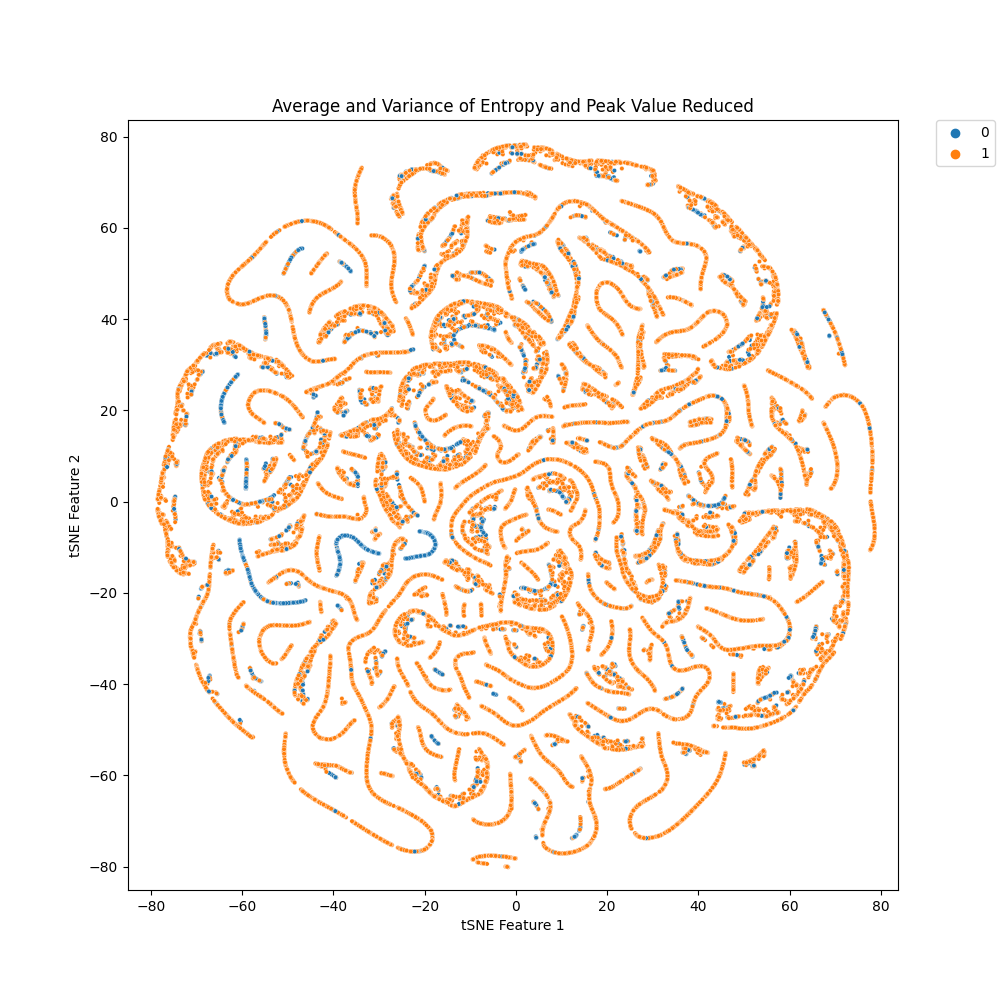 Average and Variance of Entropy and Peak Value Reduced
0
1
80
60
40
20
0
−20
−40
−60
−80
tSNE Feature 2
−80 −60 −40 −20 0 20 40 60 80
tSNE Feature 1